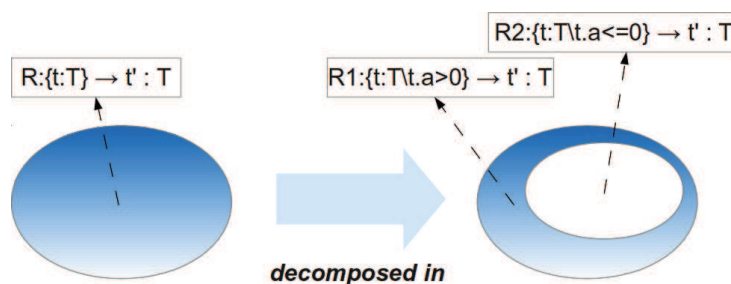 R2:{t:T\t.a<=0} → t' : T
R:{t:T} → t' : T
R1:{t:T\t.a>0} → t' : T
decomposed in